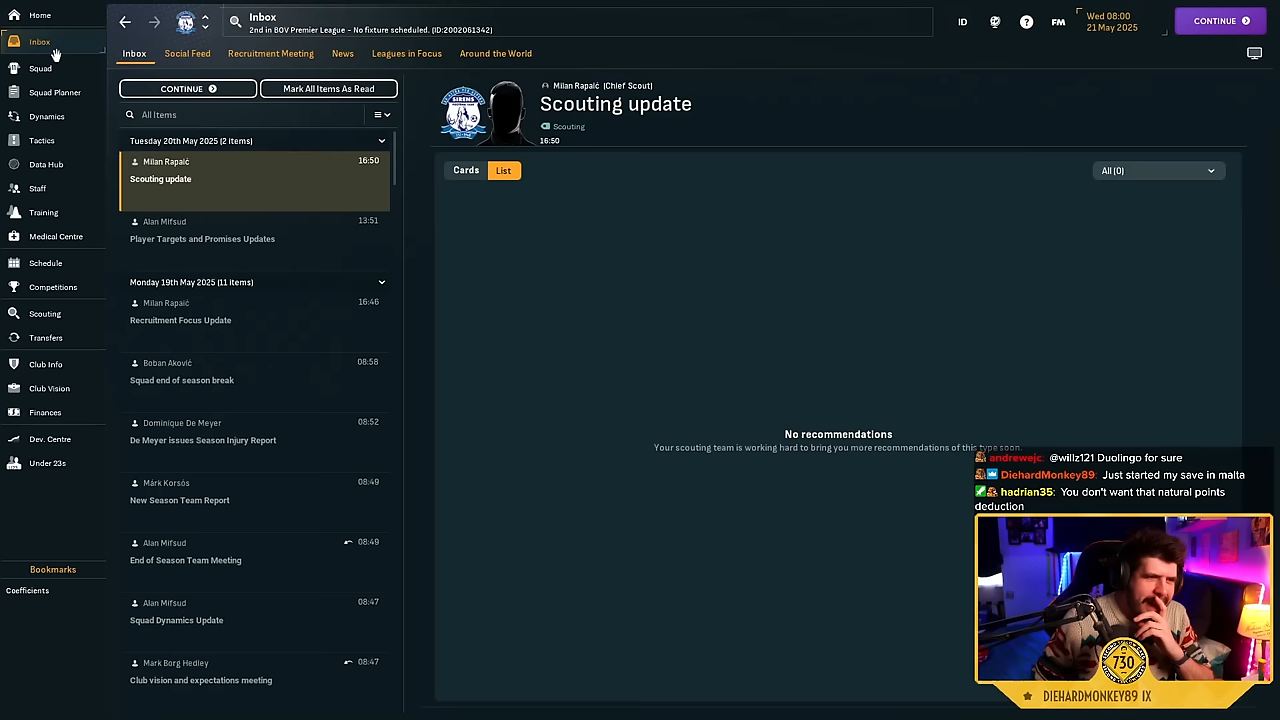 Home
Inbox
Squad
Squad Planner
Dynamics
Tactics
Data Hub
Staff
Training
Medical Centre
Schedule
Competitions
Scouting
Transfers
Club Info
Club Vision
Finances
Dev. Centre
Under 23s
Bookmarks
Coefficients
Inbox
2nd in BOV Premier League - No fixture scheduled. (ID:2002061342)
ID
FM
Wed 08:00
21 May 2025
CONTINUE
Inbox
Social Feed
Recruitment Meeting
News
Leagues in Focus
Around the World
CONTINUE
Mark All Items As Read
All Items
Tuesday 20th May 2025 (2 items)
Milan Rapaić 16:50
Scouting update
Alan Mifsud 13:51
Player Targets and Promises Updates
Monday 19th May 2025 (11 items)
Milan Rapaić 16:46
Recruitment Focus Update
Boban Aković 08:58
Squad end of season break
Dominique De Meyer 08:52
De Meyer issues Season Injury Report
Márk Korsós 08:49
New Season Team Report
Alan Mifsud 08:49
End of Season Team Meeting
Alan Mifsud 08:47
Squad Dynamics Update
Mark Borg Hedley 08:47
Club vision and expectations meeting
SIRENS
Milan Rapaić (Chief Scout)
Scouting update
Scouting
16:50
Cards
List
All (0)
No recommendations
Your scouting team is working hard to bring you more recommendations of this type soon.
andrewejc: @willz121 Duolingo for sure
DiehardMonkey89: Just started my save in malta
hadrian35: You don't want that natural points
deduction
730
DIEHARDMONKEY89 IX